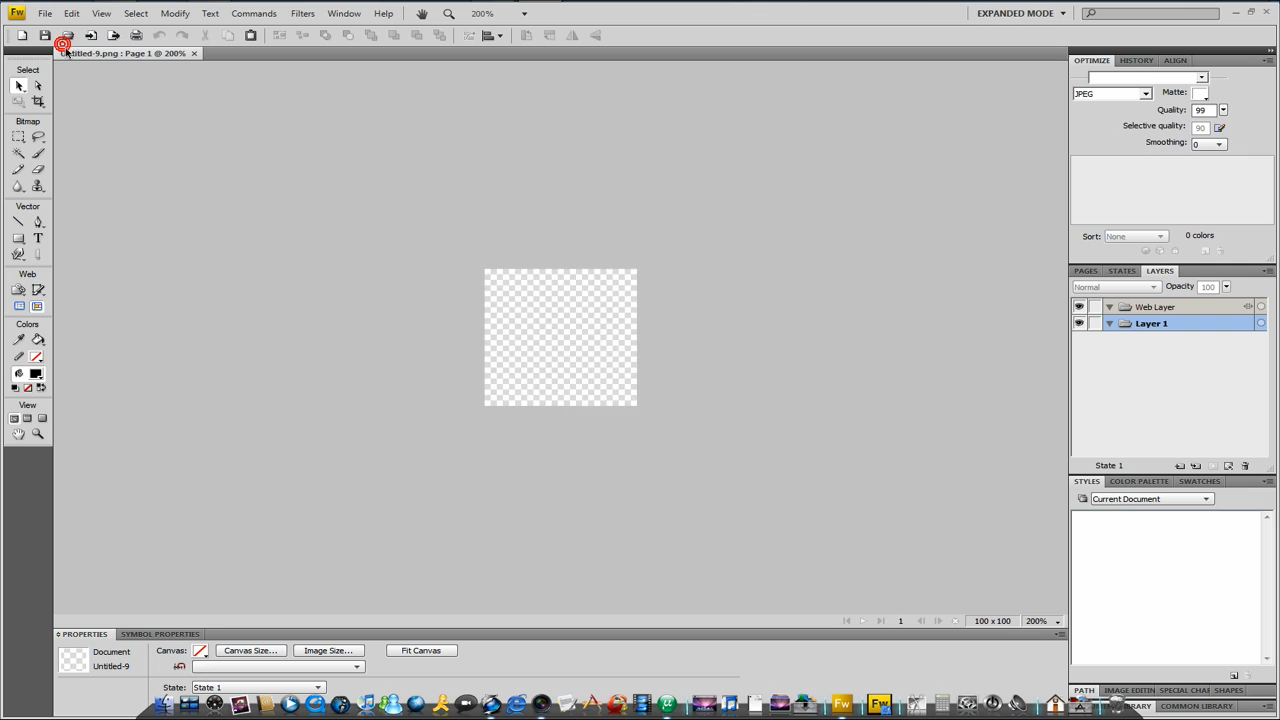 Fw File Edit View Select Modify Text Commands Filters Window Help 200% EXPANDED MODE
Untitled-9.png : Page 1 @ 200%
OPTIMIZE HISTORY ALIGN
JPEG Matte:
Quality: 99
Selective quality: 90
Smoothing: 0
Sort: None 0 colors
Select
Bitmap
Vector
T
Web
Colors
View
PAGES STATES LAYERS
Normal Opacity 100
Web Layer
Layer 1
State 1
STYLES COLOR PALETTE SWATCHES
Current Document
1 100 x 100 200%
PROPERTIES SYMBOL PROPERTIES
Document
Untitled-9
Canvas: Canvas Size... Image Size... Fit Canvas
State: State 1
PATH IMAGE EDITIN SPECIAL CHAR SHAPES
COMMON LIBRARY
Fw Fw